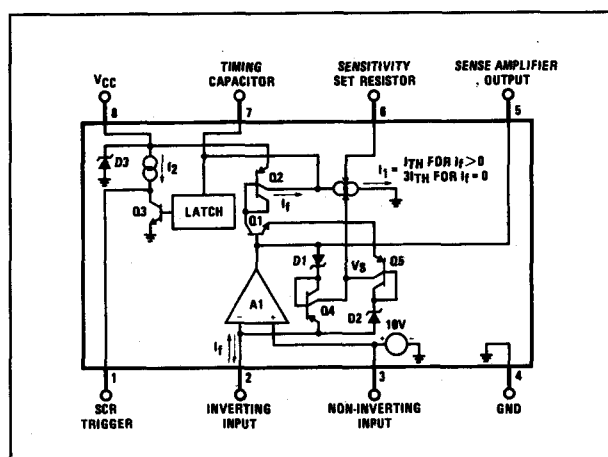 TIMING
SENSITIVITY
SENSE AMPLIFIER
VCC
CAPACITOR
SET RESISTOR
OUTPUT
8
7
6
5
D3
I2
Q2
I1 = ITH FOR If > 0
3ITH FOR If = 0
If
Q3
LATCH
Q1
D1
VS
Q5
A1
Q4
D2
10V
- +
+ -
If
1
2
3
4
SCR
TRIGGER
INVERTING
INPUT
NON-INVERTING
INPUT
GND